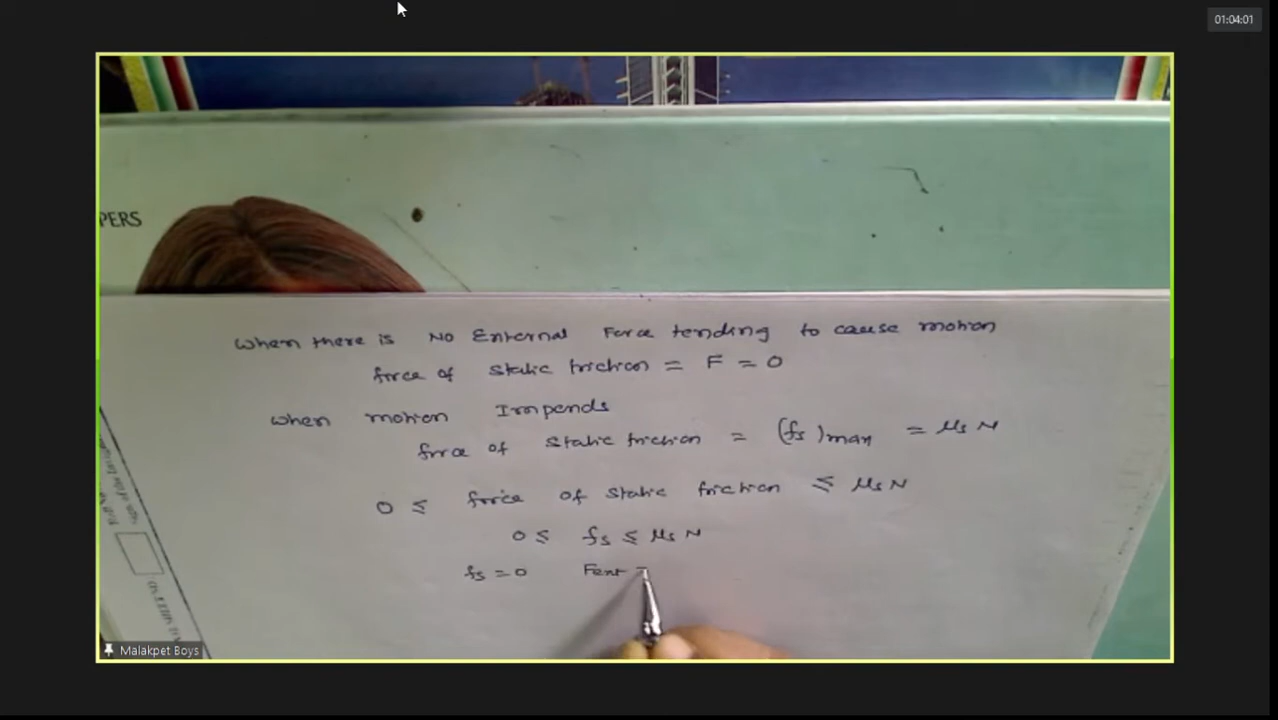 01:04:01
PERS
When there is No External Force tending to cause motion
force of static friction = F = 0
When motion Impends
force of static friction = (fs)max = μs N
0 ≤ force of static friction ≤ μs N
0 ≤ fs ≤ μs N
fs = 0 Fext =
Malakpet Boys